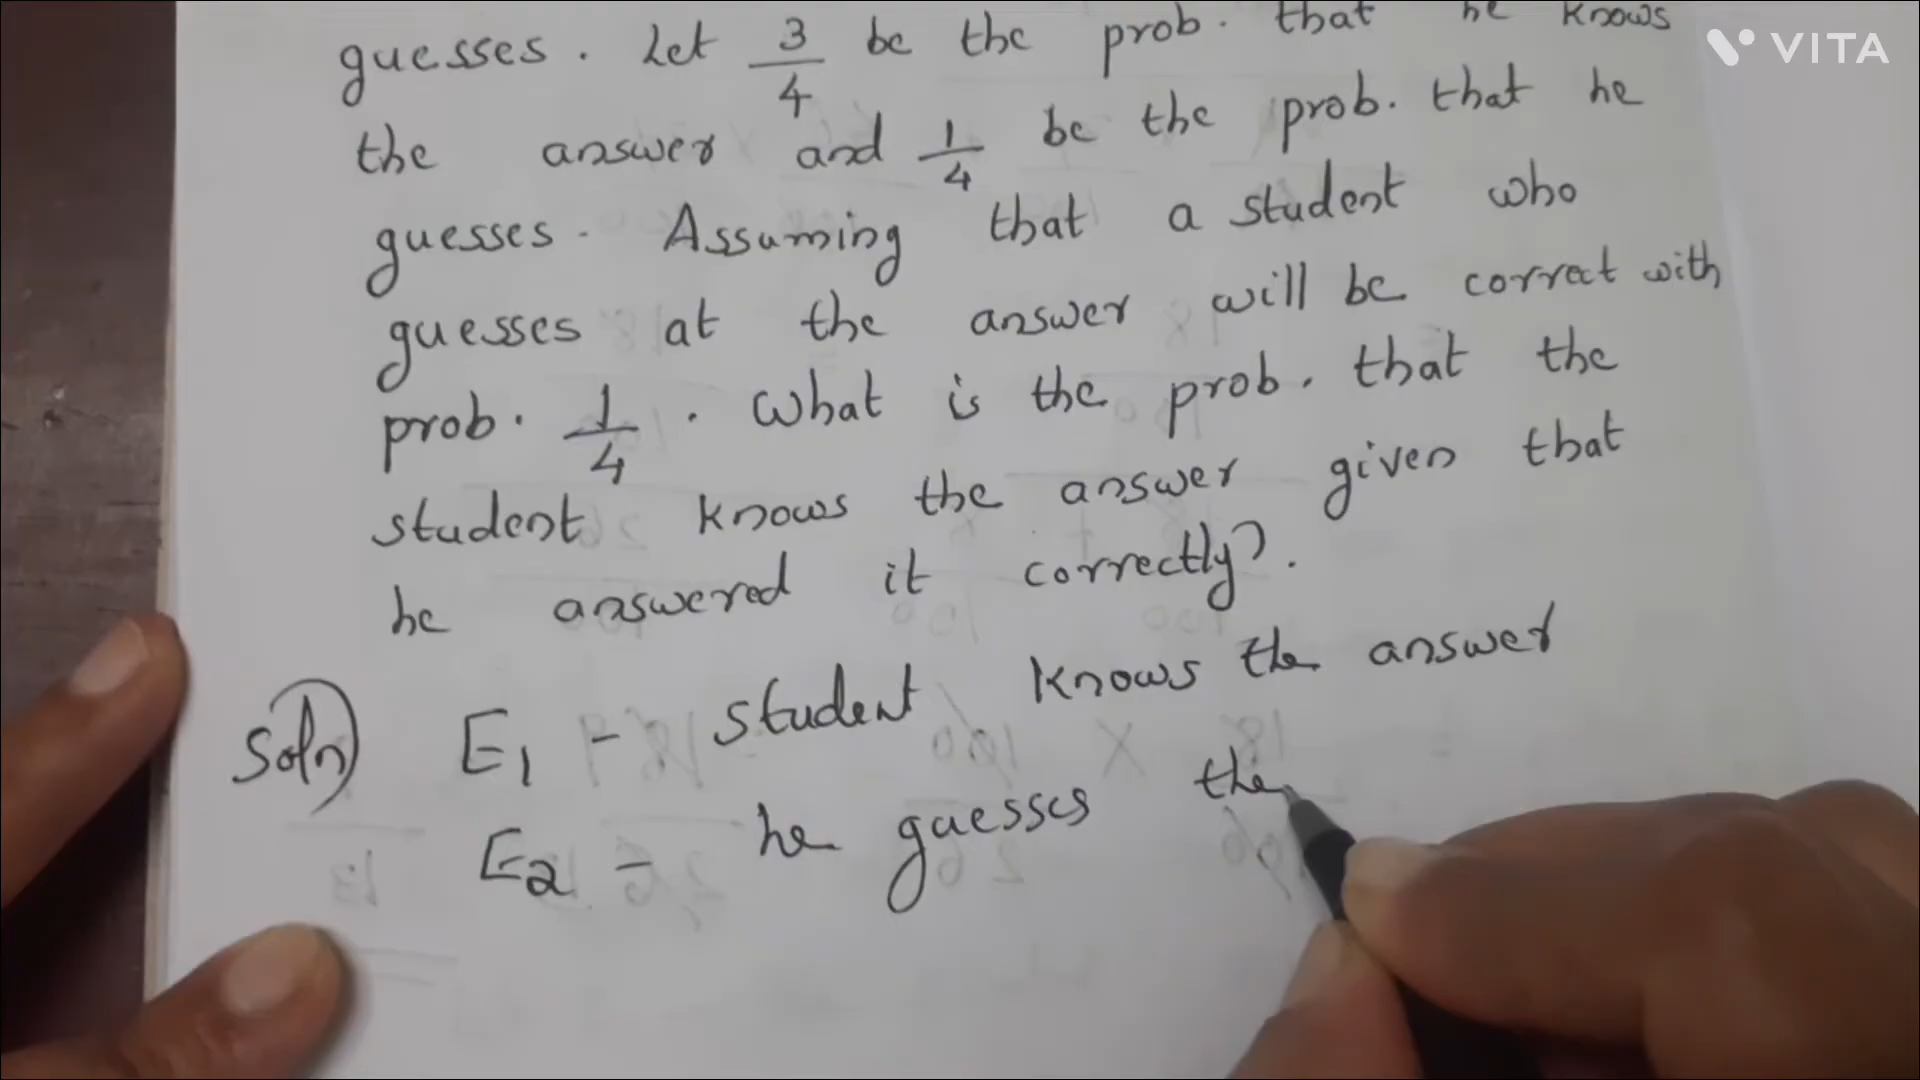 guesses. Let 3/4 be the prob. that he knows
VITA
the answer and 1/4 be the prob. that he
guesses. Assuming that a student who
guesses at the answer will be correct with
prob. 1/4. What is the prob. that the
student knows the answer given that
he answered it correctly?.
Soln) E1 - student knows the answer
E2 - he guesses the